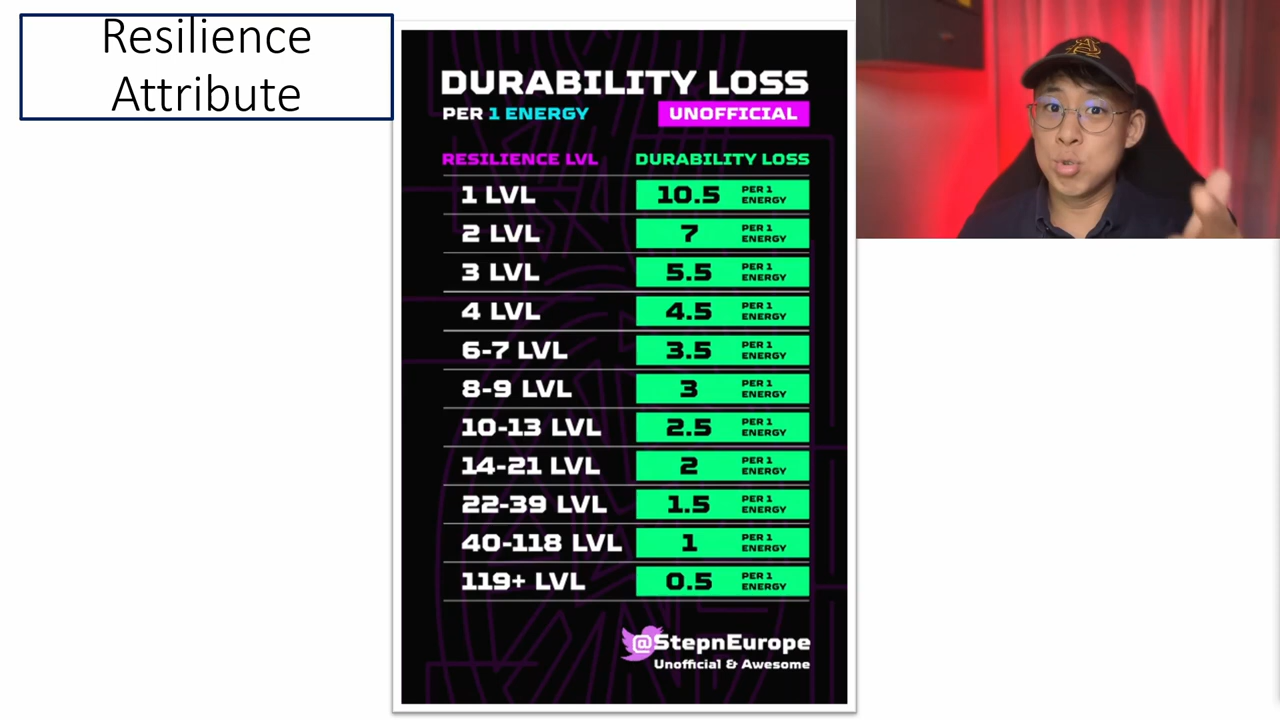 Resilience
Attribute
DURABILITY LOSS
PER 1 ENERGY UNOFFICIAL
RESILIENCE LVL DURABILITY LOSS
1 LVL 10.5 PER 1 ENERGY
2 LVL 7 PER 1 ENERGY
3 LVL 5.5 PER 1 ENERGY
4 LVL 4.5 PER 1 ENERGY
6-7 LVL 3.5 PER 1 ENERGY
8-9 LVL 3 PER 1 ENERGY
10-13 LVL 2.5 PER 1 ENERGY
14-21 LVL 2 PER 1 ENERGY
22-39 LVL 1.5 PER 1 ENERGY
40-118 LVL 1 PER 1 ENERGY
119+ LVL 0.5 PER 1 ENERGY
@StepnEurope
Unofficial & Awesome